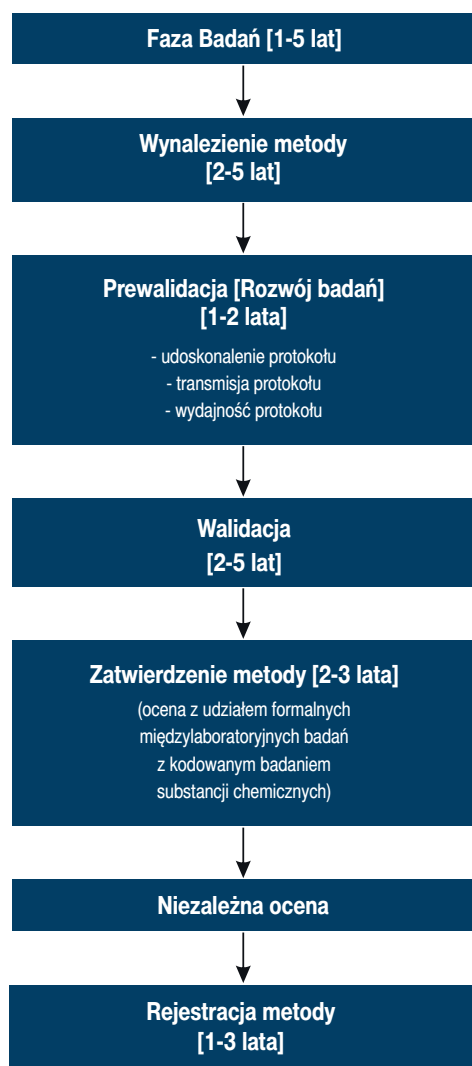 Faza Badań [1-5 lat]
Wynalezienie metody
[2-5 lat]
Prewalidacja [Rozwój badań]
[1-2 lata]
- udoskonalenie protokołu
- transmisja protokołu
- wydajność protokołu
Walidacja
[2-5 lat]
Zatwierdzenie metody [2-3 lata]
(ocena z udziałem formalnych
międzylaboratoryjnych badań
z kodowanym badaniem
substancji chemicznych)
Niezależna ocena
Rejestracja metody
[1-3 lata]